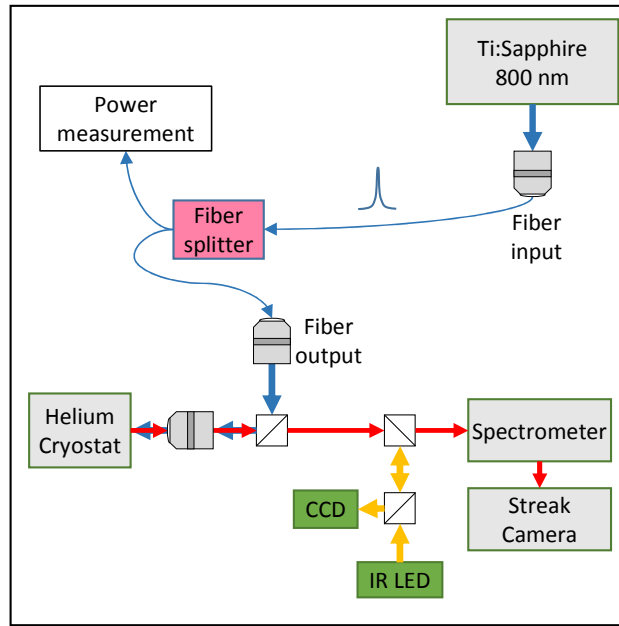 Ti:Sapphire
800 nm
Power
measurement
Fiber
splitter
Fiber
input
Fiber
output
Helium
Cryostat
Spectrometer
CCD
Streak
Camera
IR LED